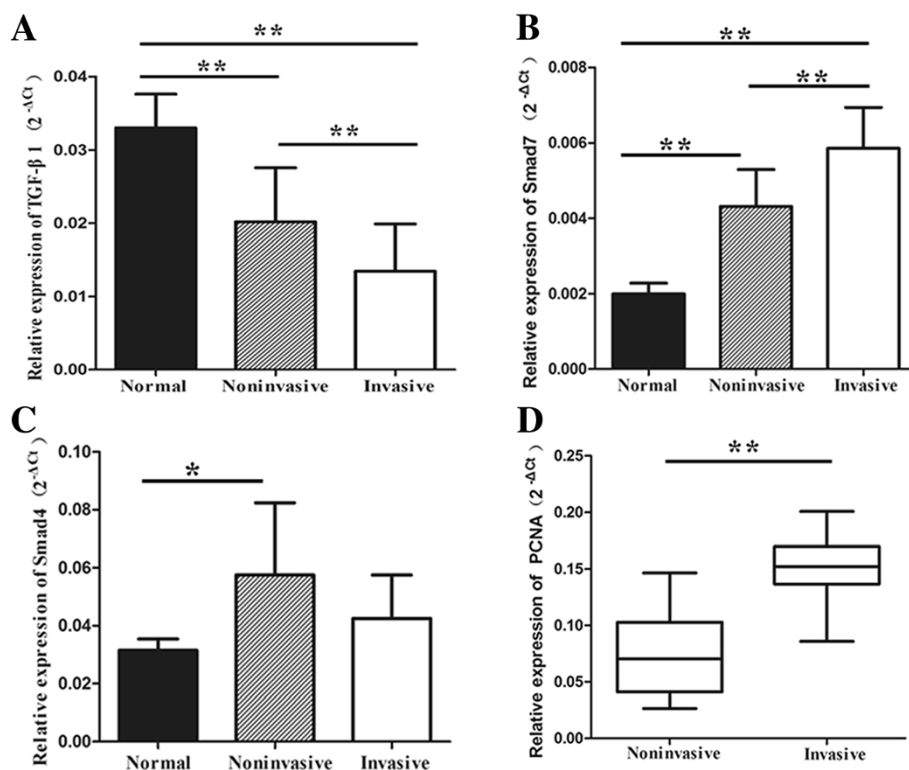 A
Relative expression of TGF-β 1 (2 -ΔCt)
0.04
0.03
0.02
0.01
0.00
**
**
**
Normal Noninvasive Invasive
B
Relative expression of Smad7 (2 -ΔCt)
0.008
0.006
0.004
0.002
0.000
**
**
**
Normal Noninvasive Invasive
C
Relative expression of Smad4 (2-ΔCt)
0.10
0.08
0.06
0.04
0.02
0.00
*
Normal Noninvasive Invasive
D
Relative expression of PCNA (2 -ΔCt)
0.25
0.20
0.15
0.10
0.05
0.00
**
Noninvasive Invasive